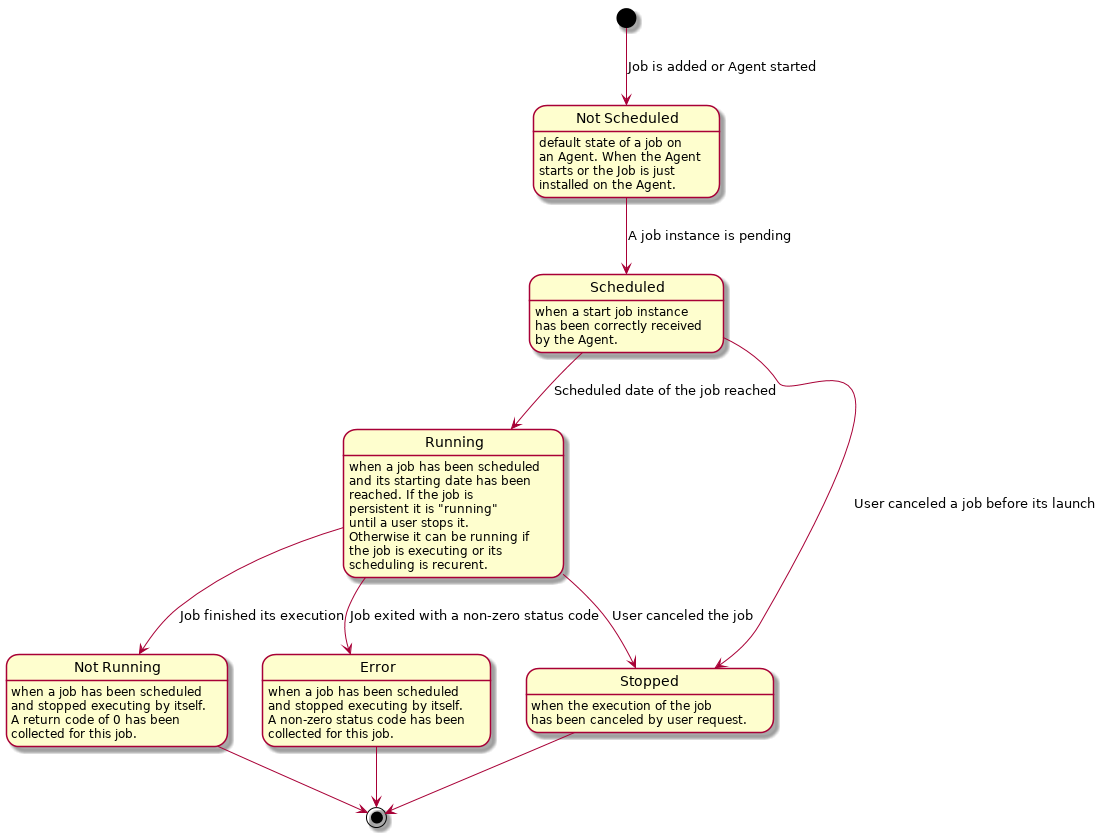 Job is added or Agent started
Not Scheduled
default state of a job on
an Agent. When the Agent
starts or the Job is just
installed on the Agent.
A job instance is pending
Scheduled
when a start job instance
has been correctly received
by the Agent.
Scheduled date of the job reached
Running
when a job has been scheduled
and its starting date has been
reached. If the job is
persistent it is "running"
until a user stops it.
Otherwise it can be running if
the job is executing or its
scheduling is recurent.
User canceled a job before its launch
Job finished its execution
Job exited with a non-zero status code
User canceled the job
Not Running
when a job has been scheduled
and stopped executing by itself.
A return code of 0 has been
collected for this job.
Error
when a job has been scheduled
and stopped executing by itself.
A non-zero status code has been
collected for this job.
Stopped
when the execution of the job
has been canceled by user request.